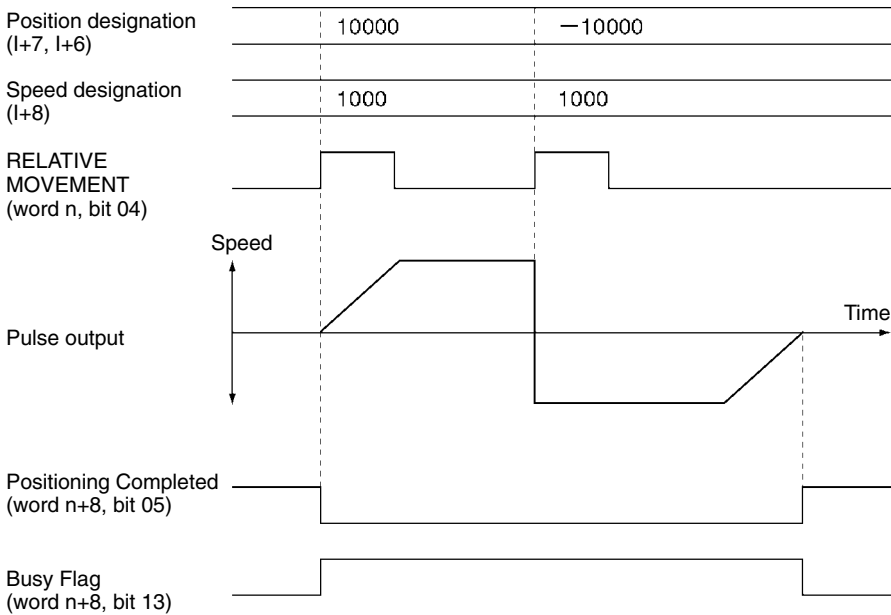 Position designation
(I+7, I+6)
10000
−10000
Speed designation
(I+8)
1000
1000
RELATIVE
MOVEMENT
(word n, bit 04)
Speed
Pulse output
Time
Positioning Completed
(word n+8, bit 05)
Busy Flag
(word n+8, bit 13)